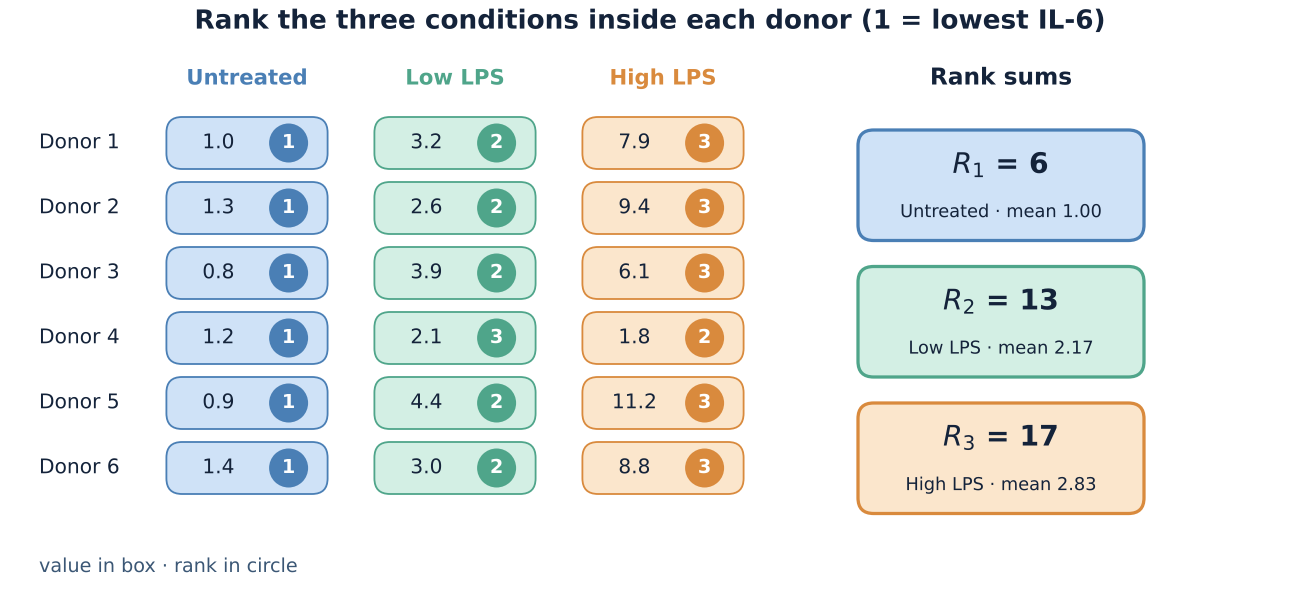 Rank the three conditions inside each donor (1 = lowest IL-6)
Untreated Low LPS High LPS Rank sums
Donor 1 1.0 1 3.2 2 7.9 3
Donor 2 1.3 1 2.6 2 9.4 3
Donor 3 0.8 1 3.9 2 6.1 3
Donor 4 1.2 1 2.1 3 1.8 2
Donor 5 0.9 1 4.4 2 11.2 3
Donor 6 1.4 1 3.0 2 8.8 3
R₁ = 6
Untreated · mean 1.00
R₂ = 13
Low LPS · mean 2.17
R₃ = 17
High LPS · mean 2.83
value in box · rank in circle